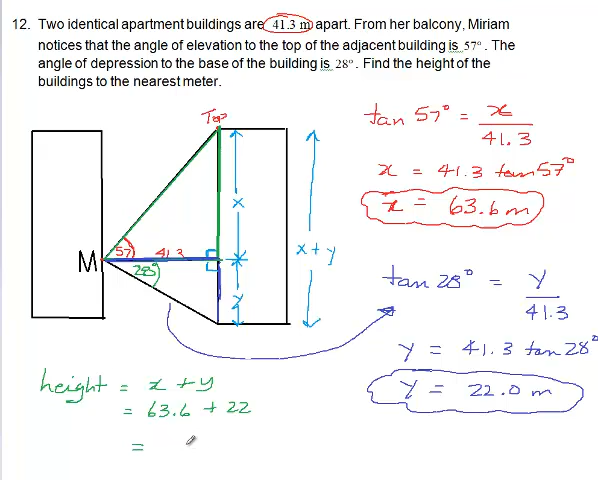 12. Two identical apartment buildings are 41.3 m apart. From her balcony, Miriam
notices that the angle of elevation to the top of the adjacent building is 57°. The
angle of depression to the base of the building is 28°. Find the height of the
buildings to the nearest meter.
Top
x
57°
41.3
M
28°
y
x + y
tan 57° = x / 41.3
x = 41.3 tan 57°
x = 63.6 m
tan 28° = y / 41.3
y = 41.3 tan 28°
y = 22.0 m
height = x + y
= 63.6 + 22
=